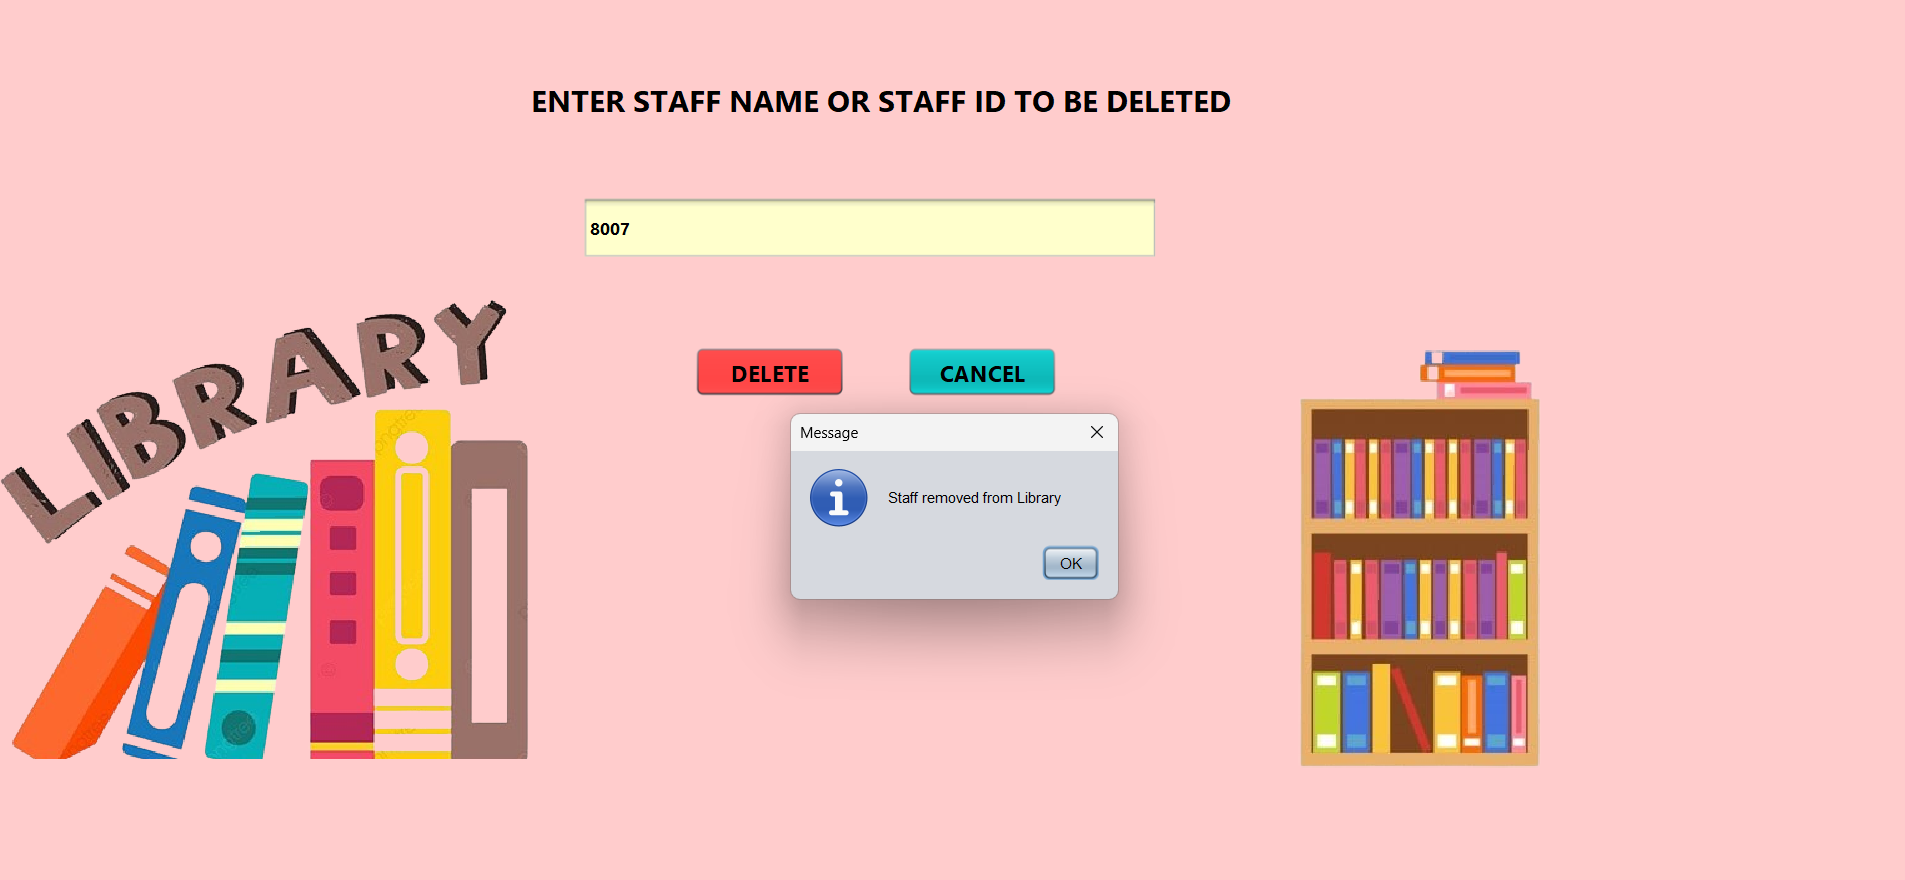 ENTER STAFF NAME OR STAFF ID TO BE DELETED
8007
LIBRARY
DELETE
CANCEL
Message
Staff removed from Library
OK